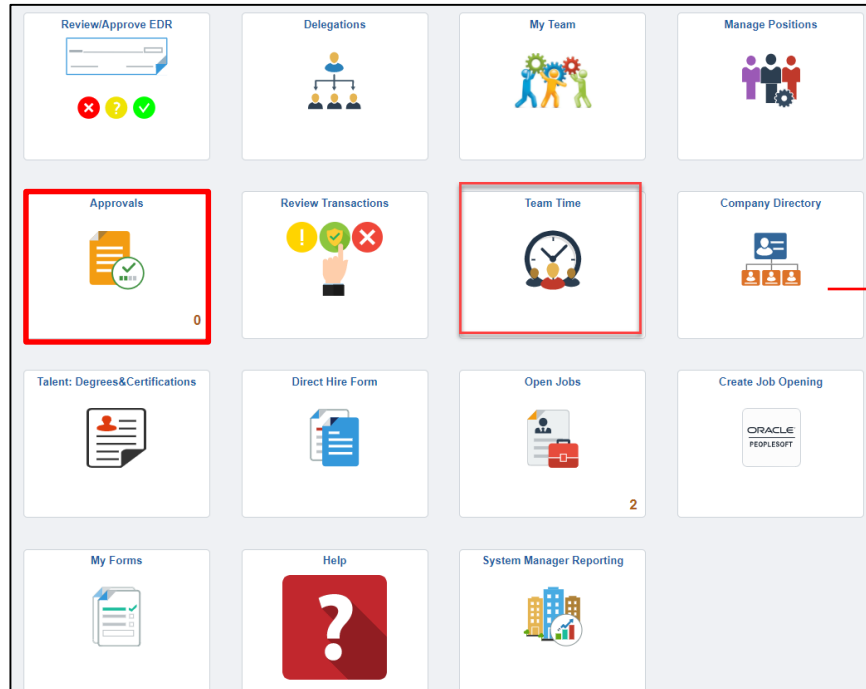 Review/Approve EDR
Delegations
My Team
Manage Positions
Approvals
0
Review Transactions
Team Time
Company Directory
Talent: Degrees&Certifications
Direct Hire Form
Open Jobs
2
Create Job Opening
ORACLE
PEOPLESOFT
My Forms
Help
System Manager Reporting